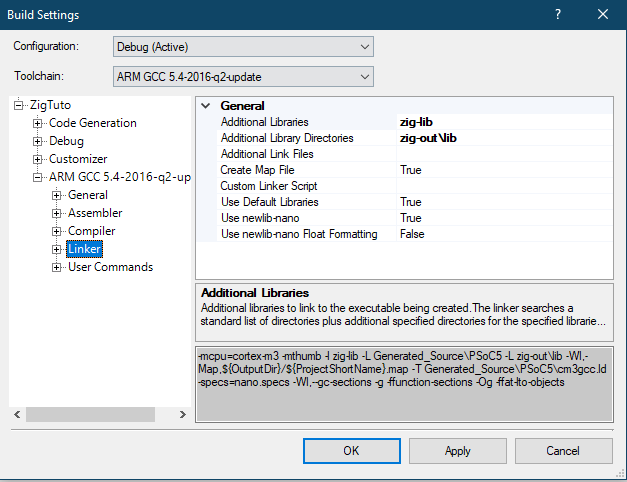 Build Settings
Configuration:
Debug (Active)
Toolchain:
ARM GCC 5.4-2016-q2-update
ZigTuto
Code Generation
Debug
Customizer
ARM GCC 5.4-2016-q2-up
General
Assembler
Compiler
Linker
User Commands
General
Additional Libraries zig-lib
Additional Library Directories zig-out\lib
Additional Link Files
Create Map File True
Custom Linker Script
Use Default Libraries True
Use newlib-nano True
Use newlib-nano Float Formatting False
Additional Libraries
Additional libraries to link to the executable being created.The linker searches a
standard list of directories plus additional specified directories for the specified librarie...
-mcpu=cortex-m3 -mthumb -l zig-lib -L Generated_Source\PSoC5 -L zig-out\lib -Wl,-
Map,${OutputDir}/${ProjectShortName}.map -T Generated_Source\PSoC5\cm3gcc.ld
-specs=nano.specs -Wl,--gc-sections -g -ffunction-sections -Og -ffat-lto-objects
OK
Apply
Cancel